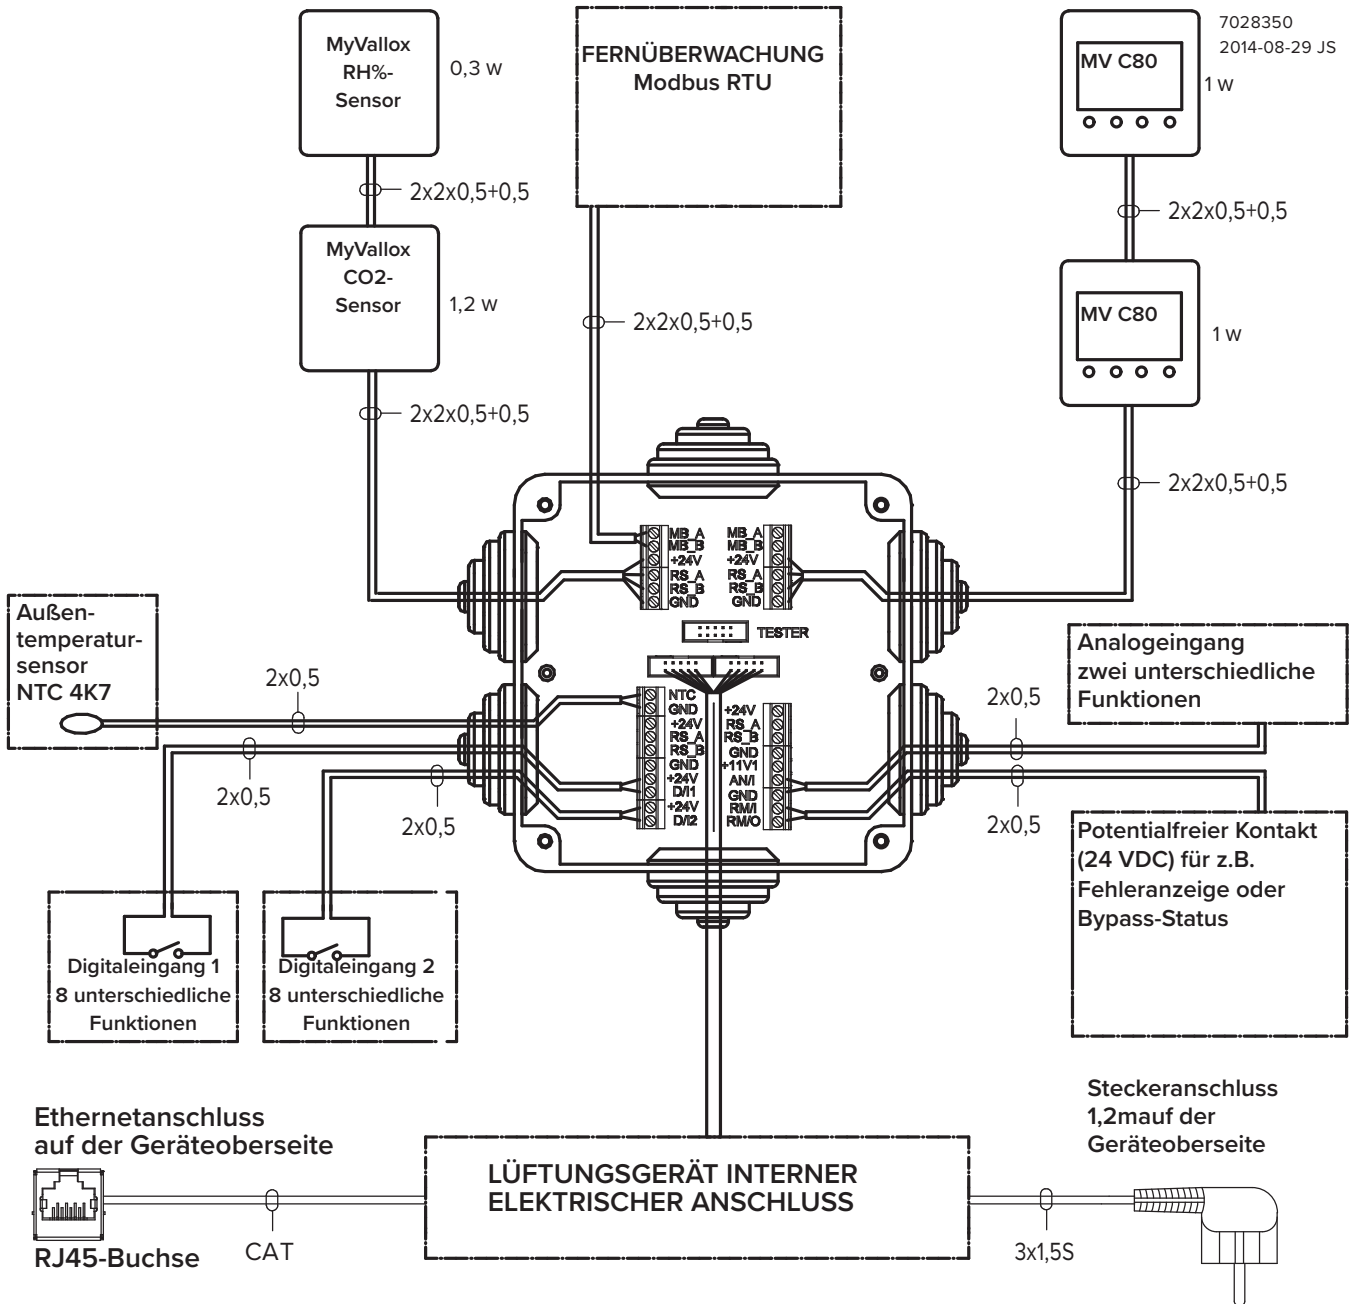 MyVallox
RH%-
Sensor
0,3 W
FERNÜBERWACHUNG
Modbus RTU
7028350
2014-08-29 JS
MV C80
1 W
2x2x0,5+0,5
2x2x0,5+0,5
MyVallox
CO2-
Sensor
1,2 W
2x2x0,5+0,5
MV C80
1 W
2x2x0,5+0,5
2x2x0,5+0,5
MB_A
MB_B
+24V
RS_A
RS_B
GND
MB_A
MB_B
+24V
RS_A
RS_B
GND
TESTER
Außen-
temperatur-
sensor
NTC 4K7
2x0,5
2x0,5
2x0,5
NTC
GND
+24V
RS_A
RS_B
GND
+24V
D/I1
+24V
D/I2
+24V
RS_A
RS_B
GND
+11V1
AN/I
GND
RM/I
RM/O
2x0,5
2x0,5
Analogeingang
zwei unterschiedliche
Funktionen
Potentialfreier Kontakt
(24 VDC) für z.B.
Fehleranzeige oder
Bypass-Status
Digitaleingang 1
8 unterschiedliche
Funktionen
Digitaleingang 2
8 unterschiedliche
Funktionen
Ethernetanschluss
auf der Geräteoberseite
RJ45-Buchse
CAT
LÜFTUNGSGERÄT INTERNER
ELEKTRISCHER ANSCHLUSS
3x1,5S
Steckeranschluss
1,2mauf der
Geräteoberseite